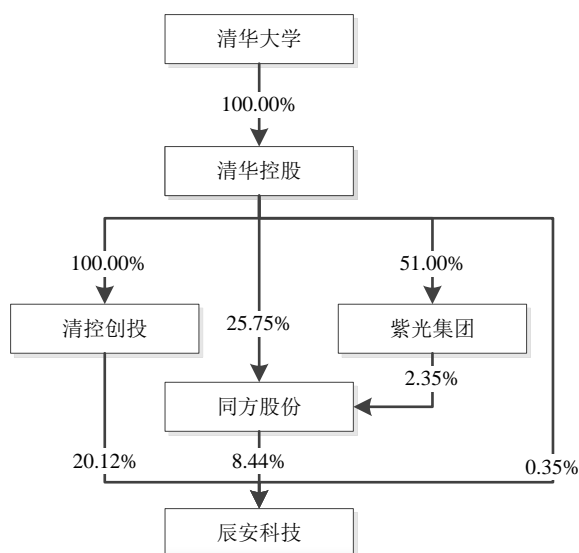 清华大学
100.00%
清华控股
100.00%
51.00%
清控创投
25.75%
紫光集团
2.35%
同方股份
20.12%
8.44%
0.35%
辰安科技